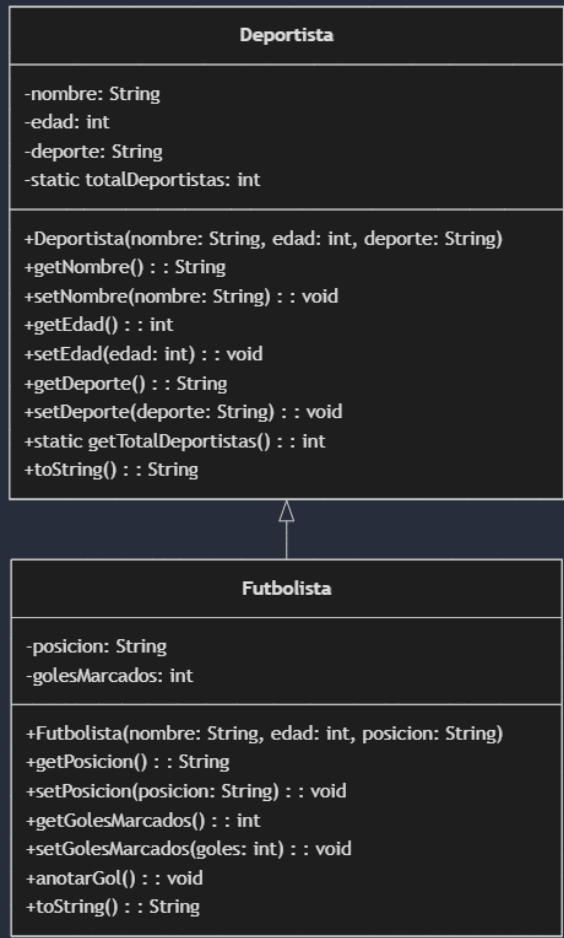 Deportista
-nombre: String
-edad: int
-deporte: String
-static totalDeportistas: int
+Deportista(nombre: String, edad: int, deporte: String)
+getNombre() : : String
+setNombre(nombre: String) : : void
+getEdad() : : int
+setEdad(edad: int) : : void
+getDeporte() : : String
+setDeporte(deporte: String) : : void
+static getTotalDeportistas() : : int
+toString() : : String
Futbolista
-posicion: String
-golesMarcados: int
+Futbolista(nombre: String, edad: int, posicion: String)
+getPosicion() : : String
+setPosicion(posicion: String) : : void
+getGolesMarcados() : : int
+setGolesMarcados(goles: int) : : void
+anotarGol() : : void
+toString() : : String